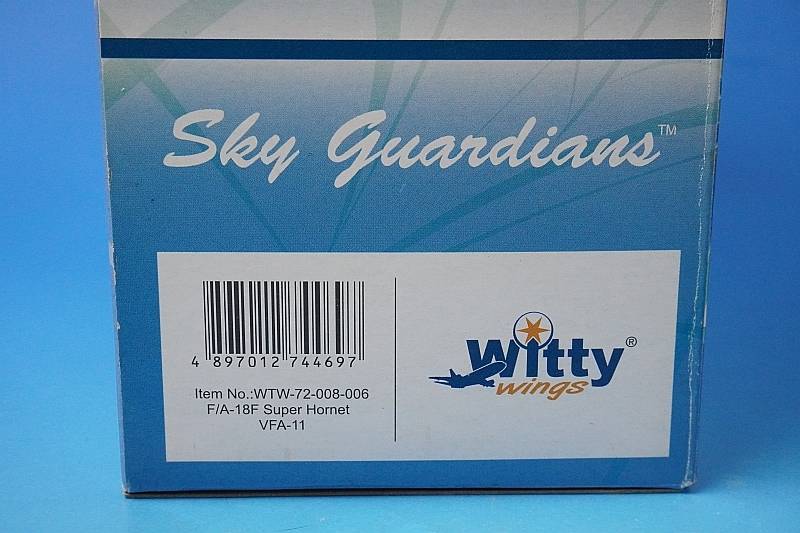 Sky Guardians™
4 897012 744697
Item No.:WTW-72-008-006
F/A-18F Super Hornet
VFA-11
Witty®
wings